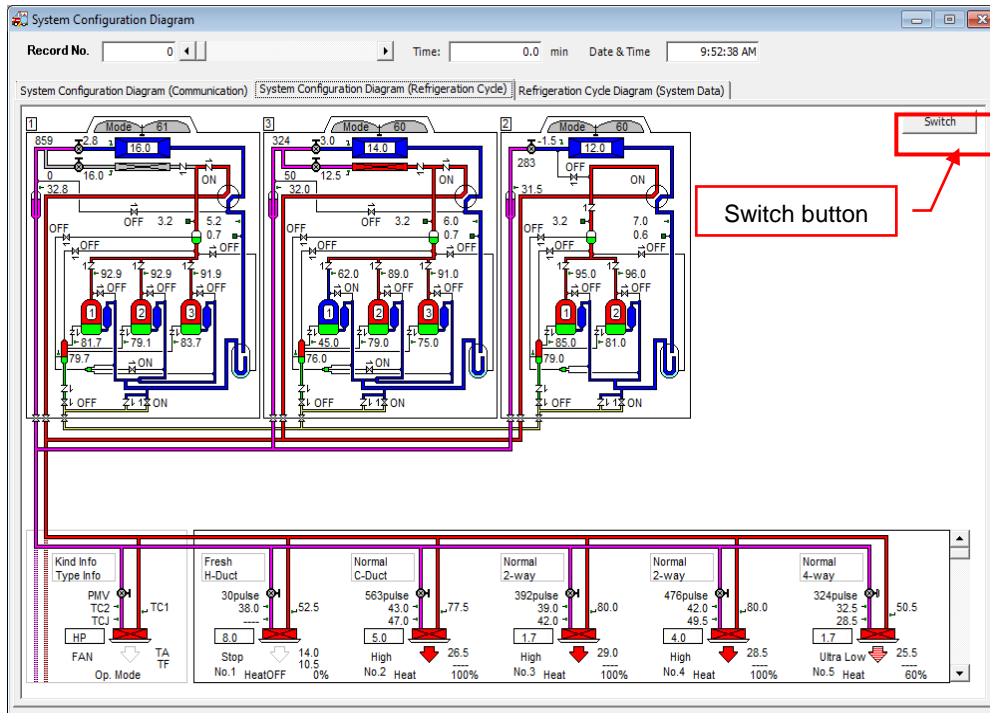 System Configuration Diagram
Record No. 0 Time: 0.0 min Date & Time 9:52:38 AM
System Configuration Diagram (Communication) System Configuration Diagram (Refrigeration Cycle) Refrigeration Cycle Diagram (System Data)
Switch
Switch button
1 Mode 61
859 2.8 16.0
0 16.0 ON
32.8
OFF 3.2 5.2
OFF 0.7
OFF OFF
92.9 92.9 91.9
OFF OFF OFF
1 2 3
81.7 79.1 83.7
79.7 ON
OFF 1 ON
3 Mode 60
324 3.0 14.0
50 12.5 ON
32.0
OFF 3.2 6.0
OFF 0.7
OFF OFF
62.0 89.0 91.0
ON OFF OFF
1 2 3
45.0 79.0 75.0
76.0 ON
OFF 1 ON
2 Mode 60
-1.5 12.0
283 OFF ON
31.5
3.2 7.0
OFF 0.6
OFF OFF
95.0 96.0
OFF OFF
1 2
85.0 81.0
79.0
OFF 1 ON
Kind Info
Type Info
PMV
TC2 TC1
TCJ
HP
FAN TA
TF
Op. Mode
Fresh
H-Duct
30pulse
38.0 52.5
----
8.0
Stop 14.0
10.5
No.1 HeatOFF 0%
Normal
C-Duct
563pulse
43.0 77.5
47.0
5.0
High 26.5
----
No.2 Heat 100%
Normal
2-way
392pulse
39.0 80.0
42.0
1.7
High 29.0
----
No.3 Heat 100%
Normal
2-way
476pulse
42.0 80.0
49.5
4.0
High 28.5
----
No.4 Heat 100%
Normal
4-way
324pulse
32.5 50.5
28.5
1.7
Ultra Low 25.5
----
No.5 Heat 60%